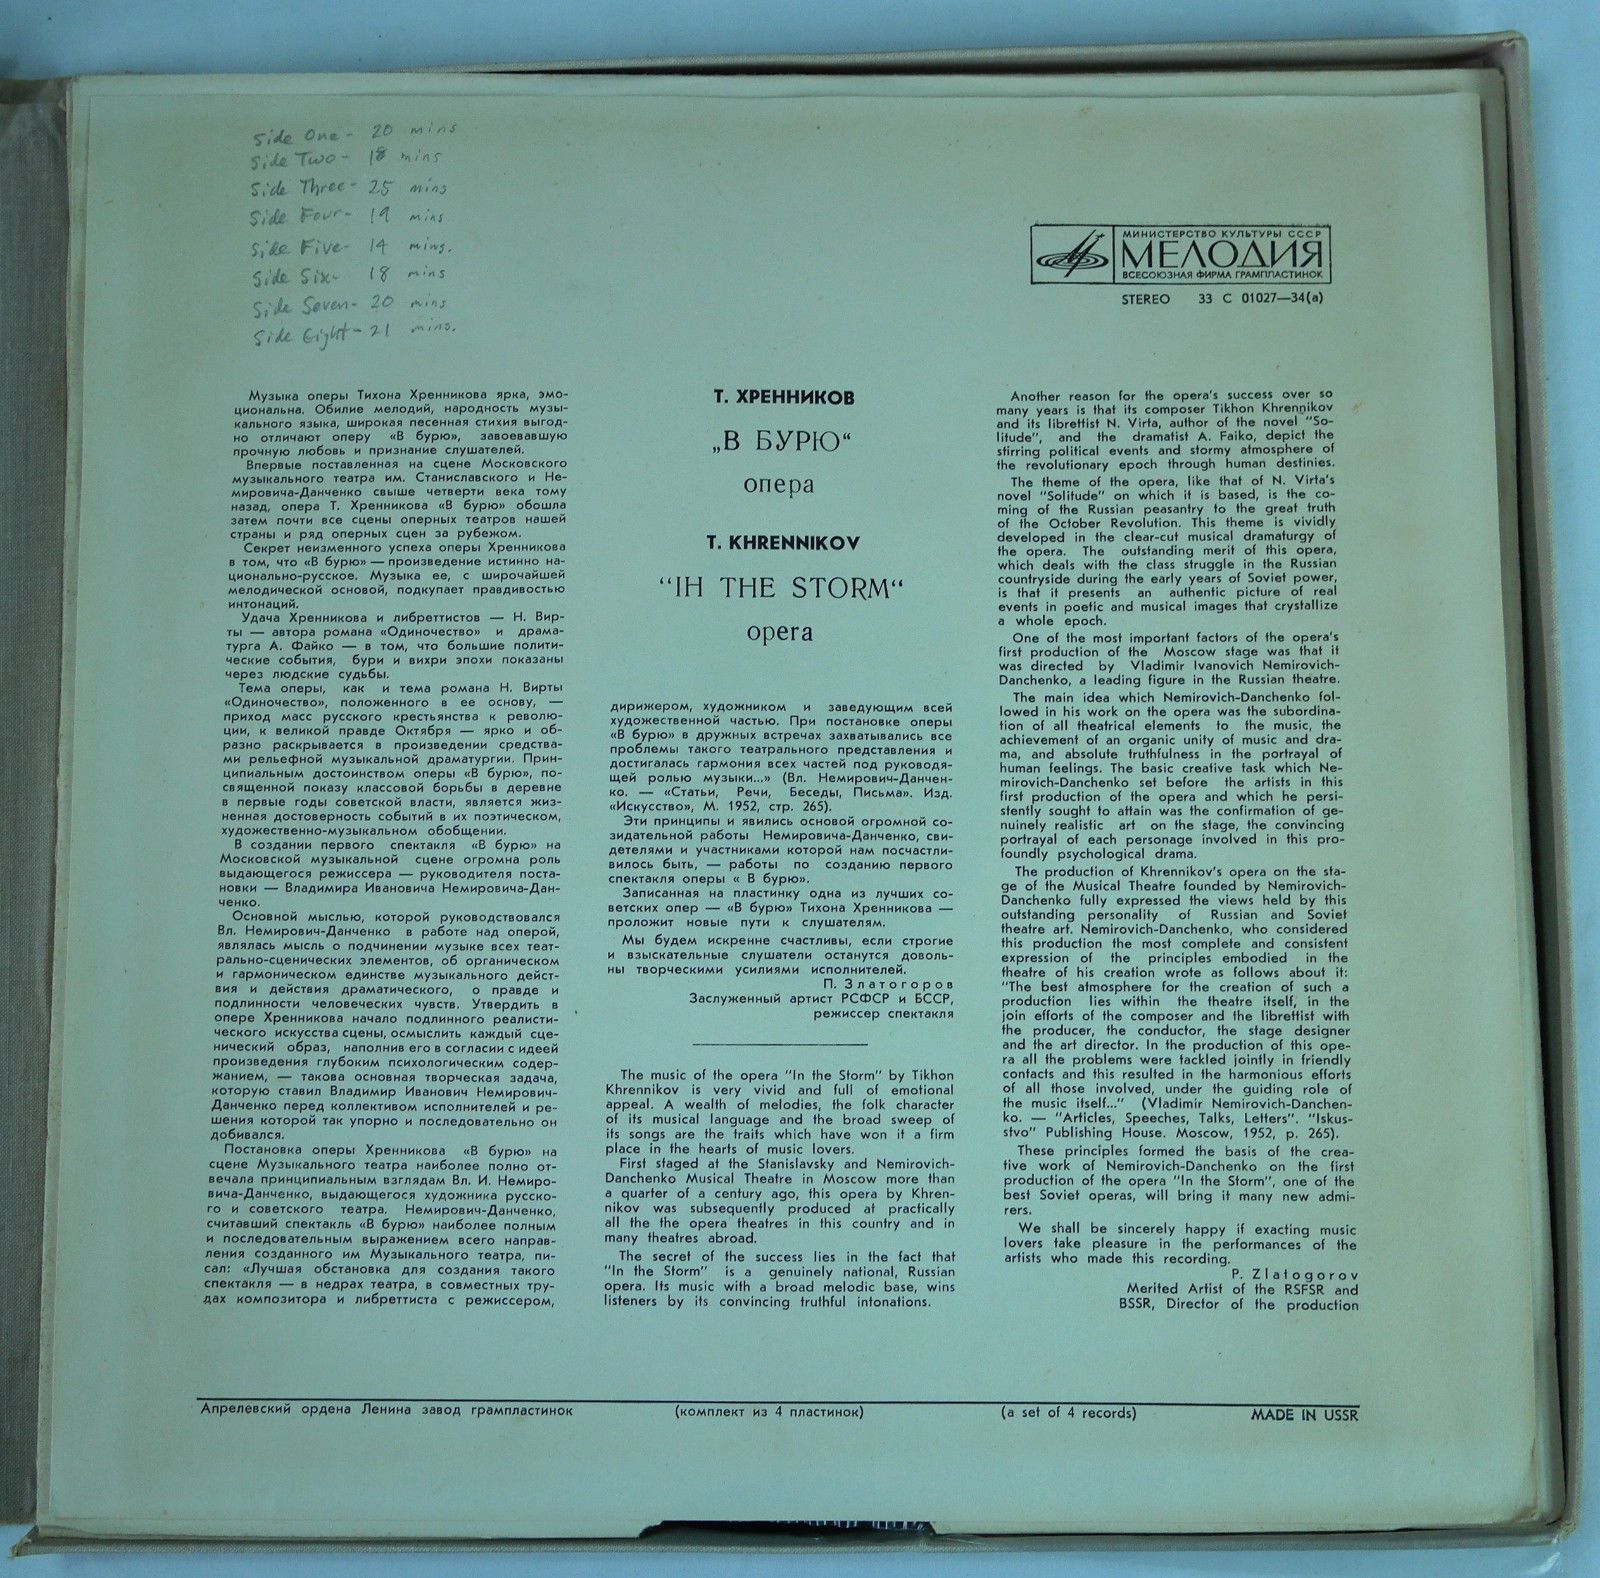 Side One - 20 mins
Side Two - 18 mins
Side Three - 25 mins
Side Four - 19 mins
Side Five - 14 mins.
Side Six - 18 mins
Side Seven - 20 mins
Side Eight - 21 mins.
МИНИСТЕРСТВО КУЛЬТУРЫ СССР
МЕЛОДИЯ
ВСЕСОЮЗНАЯ ФИРМА ГРАМПЛАСТИНОК
STEREO 33 С 01027—34(а)
Музыка оперы Тихона Хренникова ярка, эмо-
циональна. Обилие мелодий, народность музы-
кального языка, широкая песенная стихия выгод-
но отличают оперу «В бурю», завоевавшую
прочную любовь и признание слушателей.
Впервые поставленная на сцене Московского
музыкального театра им. Станиславского и Не-
мировича-Данченко свыше четверти века тому
назад, опера Т. Хренникова «В бурю» обошла
затем почти все сцены оперных театров нашей
страны и ряд оперных сцен за рубежом.
Секрет неизменного успеха оперы Хренникова
в том, что «В бурю» — произведение истинно на-
ционально-русское. Музыка ее, с широчайшей
мелодической основой, подкупает правдивостью
интонаций.
Удача Хренникова и либреттистов — Н. Вир-
ты — автора романа «Одиночество» и драма-
турга А. Файко — в том, что большие полити-
ческие события, бури и вихри эпохи показаны
через людские судьбы.
Тема оперы, как и тема романа Н. Вирты
«Одиночество», положенного в ее основу, —
приход масс русского крестьянства к револю-
ции, к великой правде Октября — ярко и об-
разно раскрывается в произведении средства-
ми рельефной музыкальной драматургии. Прин-
ципиальным достоинством оперы «В бурю», по-
священной показу классовой борьбы в деревне
в первые годы советской власти, является жиз-
ненная достоверность событий в их поэтическом,
художественно-музыкальном обобщении.
В создании первого спектакля «В бурю» на
Московской музыкальной сцене огромна роль
выдающегося режиссера — руководителя поста-
новки — Владимира Ивановича Немировича-Дан-
ченко.
Основной мыслью, которой руководствовался
Вл. Немирович-Данченко в работе над оперой,
являлась мысль о подчинении музыке всех теат-
рально-сценических элементов, об органическом
и гармоническом единстве музыкального дейст-
вия и действия драматического, о правде и
подлинности человеческих чувств. Утвердить в
опере Хренникова начало подлинного реалисти-
ческого искусства сцены, осмыслить каждый сце-
нический образ, наполнив его в согласии с идеей
произведения глубоким психологическим содер-
жанием, — такова основная творческая задача,
которую ставил Владимир Иванович Немирович-
Данченко перед коллективом исполнителей и ре-
шения которой так упорно и последовательно он
добивался.
Постановка оперы Хренникова «В бурю» на
сцене Музыкального театра наиболее полно от-
вечала принципиальным взглядам Вл. И. Немиро-
вича-Данченко, выдающегося художника русско-
го и советского театра. Немирович-Данченко,
считавший спектакль «В бурю» наиболее полным
и последовательным выражением всего направ-
ления созданного им Музыкального театра, пи-
сал: «Лучшая обстановка для создания такого
спектакля — в недрах театра, в совместных тру-
дах композитора и либреттиста с режиссером,
Т. ХРЕННИКОВ
„В БУРЮ“
опера
T. KHRENNIKOV
“IH THE STORM“
opera
дирижером, художником и заведующим всей
художественной частью. При постановке оперы
«В бурю» в дружных встречах захватывались все
проблемы такого театрального представления и
достигалась гармония всех частей под руководя-
щей ролью музыки...» (Вл. Немирович-Данчен-
ко. — «Статьи, Речи, Беседы, Письма». Изд.
«Искусство», М. 1952, стр. 265).
Эти принципы и явились основой огромной со-
зидательной работы Немировича-Данченко, сви-
детелями и участниками которой нам посчастли-
вилось быть, — работы по созданию первого
спектакля оперы « В бурю».
Записанная на пластинку одна из лучших со-
ветских опер — «В бурю» Тихона Хренникова —
проложит новые пути к слушателям.
Мы будем искренне счастливы, если строгие
и взыскательные слушатели останутся доволь-
ны творческими усилиями исполнителей.
П. Златогоров
Заслуженный артист РСФСР и БССР,
режиссер спектакля
The music of the opera "In the Storm" by Tikhon
Khrennikov is very vivid and full of emotional
appeal. A wealth of melodies, the folk character
of its musical language and the broad sweep of
its songs are the traits which have won it a firm
place in the hearts of music lovers.
First staged at the Stanislavsky and Nemirovich-
Danchenko Musical Theatre in Moscow more than
a quarter of a century ago, this opera by Khren-
nikov was subsequently produced at practically
all the the opera theatres in this country and in
many theatres abroad.
The secret of the success lies in the fact that
"In the Storm" is a genuinely national, Russian
opera. Its music with a broad melodic base, wins
listeners by its convincing truthful intonations.
Another reason for the opera's success over so
many years is that its composer Tikhon Khrennikov
and its librettist N. Virta, author of the novel "So-
litude", and the dramatist A. Faiko, depict the
stirring political events and stormy atmosphere of
the revolutionary epoch through human destinies.
The theme of the opera, like that of N. Virta's
novel "Solitude" on which it is based, is the co-
ming of the Russian peasantry to the great truth
of the October Revolution. This theme is vividly
developed in the clear-cut musical dramaturgy of
the opera. The outstanding merit of this opera,
which deals with the class struggle in the Russian
countryside during the early years of Soviet power,
is that it presents an authentic picture of real
events in poetic and musical images that crystallize
a whole epoch.
One of the most important factors of the opera's
first production of the Moscow stage was that it
was directed by Vladimir Ivanovich Nemirovich-
Danchenko, a leading figure in the Russian theatre.
The main idea which Nemirovich-Danchenko fol-
lowed in his work on the opera was the subordina-
tion of all theatrical elements to the music, the
achievement of an organic unity of music and dra-
ma, and absolute truthfulness in the portrayal of
human feelings. The basic creative task which Ne-
mirovich-Danchenko set before the artists in this
first production of the opera and which he persi-
stently sought to attain was the confirmation of ge-
nuinely realistic art on the stage, the convincing
portrayal of each personage involved in this pro-
foundly psychological drama.
The production of Khrennikov's opera on the sta-
ge of the Musical Theatre founded by Nemirovich-
Danchenko fully expressed the views held by this
outstanding personality of Russian and Soviet
theatre art. Nemirovich-Danchenko, who considered
this production the most complete and consistent
expression of the principles embodied in the
theatre of his creation wrote as follows about it:
"The best atmosphere for the creation of such a
production lies within the theatre itself, in the
join efforts of the composer and the librettist with
the producer, the conductor, the stage designer
and the art director. In the production of this ope-
ra all the problems were tackled jointly in friendly
contacts and this resulted in the harmonious efforts
of all those involved, under the guiding role of
the music itself..." (Vladimir Nemirovich-Danchen-
ko. — "Articles, Speeches, Talks, Letters". "Iskus-
stvo" Publishing House. Moscow, 1952, p. 265).
These principles formed the basis of the crea-
tive work of Nemirovich-Danchenko on the first
production of the opera "In the Storm", one of the
best Soviet operas, will bring it many new admi-
rers.
We shall be sincerely happy if exacting music
lovers take pleasure in the performances of the
artists who made this recording.
P. Zlatogorov
Merited Artist of the RSFSR and
BSSR, Director of the production
Апрелевский ордена Ленина завод грампластинок
(комплект из 4 пластинок)
(a set of 4 records)
MADE IN USSR